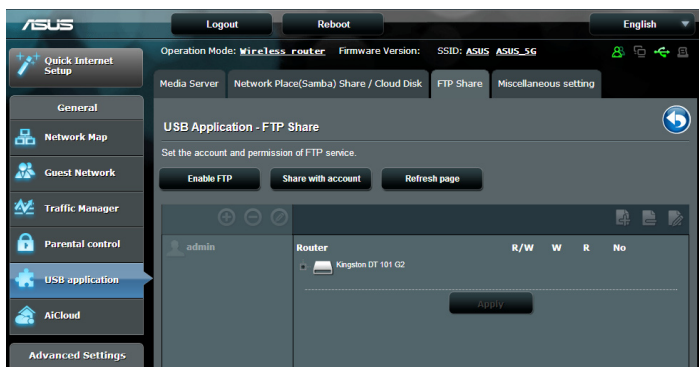 ASUS
Logout Reboot English
Quick Internet
Setup
Operation Mode: Wireless router Firmware Version: SSID: ASUS ASUS_5G
Media Server Network Place(Samba) Share / Cloud Disk FTP Share Miscellaneous setting
General
Network Map
Guest Network
Traffic Manager
Parental control
USB application
AiCloud
Advanced Settings
USB Application - FTP Share
Set the account and permission of FTP service.
Enable FTP Share with account Refresh page
admin
Router R/W W R No
Kingston DT 101 G2
Apply